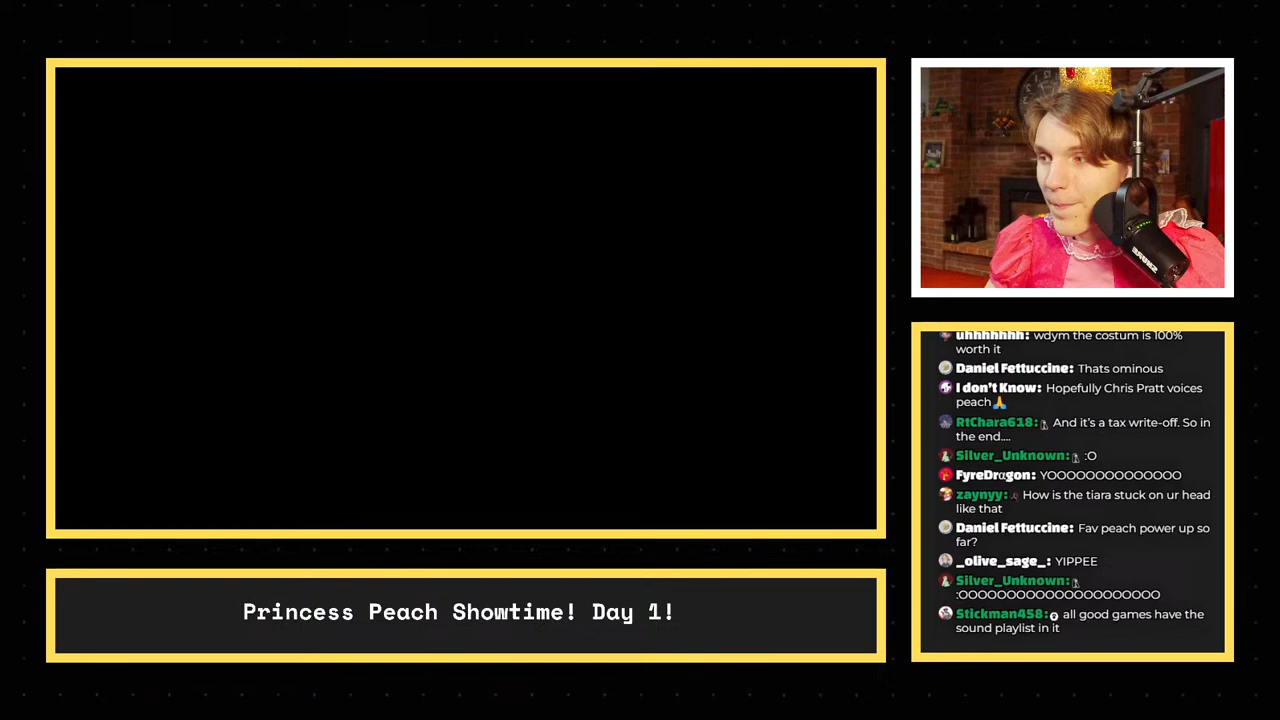 uhhhhhhh: wdym the costum is 100%
worth it
Daniel Fettuccine: Thats ominous
I don't Know: Hopefully Chris Pratt voices
peach🙏
RtChara618: And it's a tax write-off. So in
the end....
Silver_Unknown: :O
FyreDragon: YOOOOOOOOOOOOOO
zaynyy: How is the tiara stuck on ur head
like that
Daniel Fettuccine: Fav peach power up so
far?
_olive_sage_: YIPPEE
Silver_Unknown:
:OOOOOOOOOOOOOOOOOOOO
Stickman458: all good games have the
sound playlist in it
Princess Peach Showtime! Day 1!